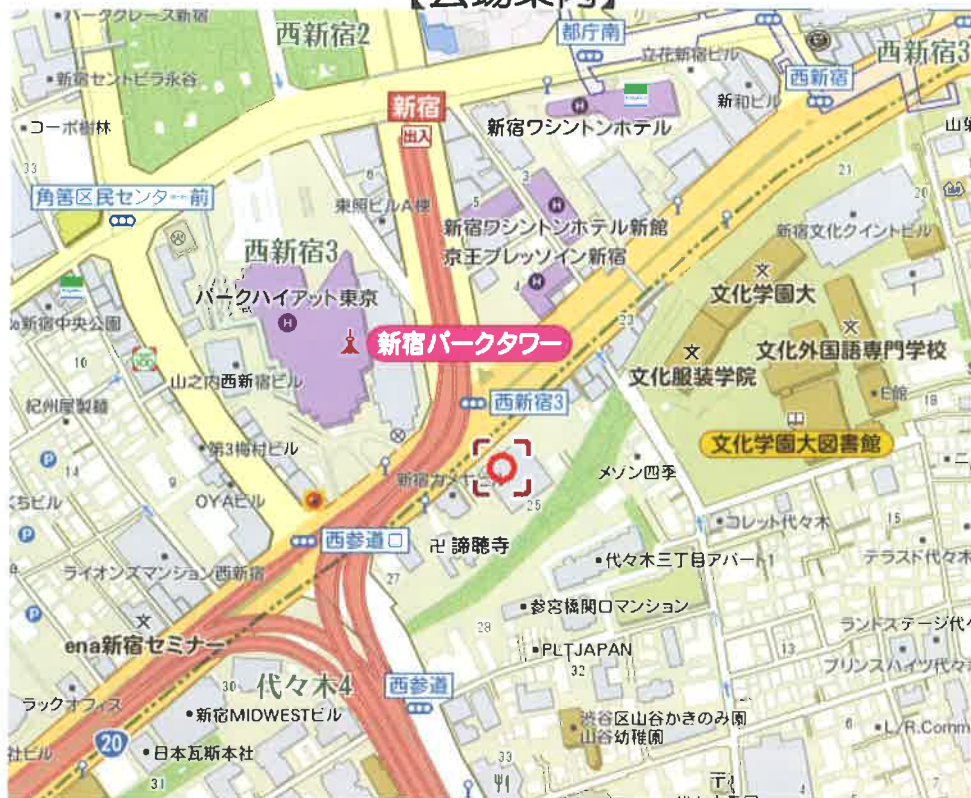 パークグレース新宿
西新宿2
都庁南
立花新宿ビル
西新宿3
新宿セントビラ永谷
新宿
出入
西新宿
新和ビル
コーポ樹林
新宿ワシントンホテル
33
角筈区民センター前
6
3
21
20
東照ビルA棟
5
新宿ワシントンホテル新館
新宿文化クイントビル
西新宿3
京王プレッソイン新宿
4
1
パークハイアット東京
文化学園大
新宿中央公園
新宿パークタワー
23
文化外国語専門学校
10
山之内西新宿ビル
文化服装学院
E館
紀州屋製麺
西新宿3
18
第3梅村ビル
文化学園大図書館
14
9
新宿カメヤビル
メゾン四季
OYAビル
25
コレット代々木
15
西参道口
卍 諦聴寺
代々木三丁目アパート1
テラスド代々木
ライオンズマンション西新宿
27
参宮橋関口マンション
ena新宿セミナー
28
ランドステージ代々
PLTJAPAN
13
32
プリンスハイツ代々
30
代々木4
西参道
ラックオフィス
新宿MIDWESTビル
渋谷区山谷かきのみ園
山谷幼稚園
6
L/R.Comm
20
日本瓦斯本社
33
31
7